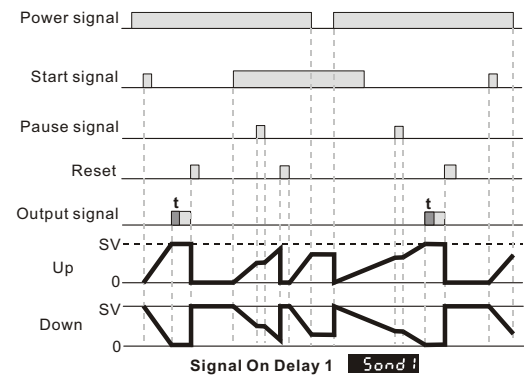 Power signal
Start signal
Pause signal
Reset
t
t
Output signal
SV
Up
0
SV
Down
0
Signal On Delay 1 Sond1